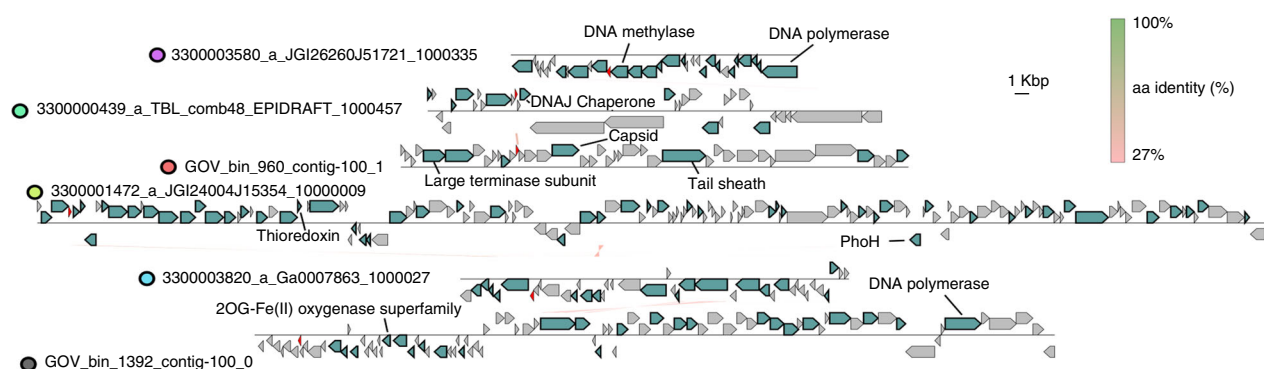 DNA methylase
DNA polymerase
100%
3300003580_a_JGI26260J51721_1000335
1 Kbp
aa identity (%)
DNAJ Chaperone
3300000439_a_TBL_comb48_EPIDRAFT_1000457
Capsid
27%
GOV_bin_960_contig-100_1
Large terminase subunit
Tail sheath
3300001472_a_JGI24004J15354_10000009
Thioredoxin
PhoH
3300003820_a_Ga0007863_1000027
DNA polymerase
2OG-Fe(II) oxygenase superfamily
GOV_bin_1392_contig-100_0